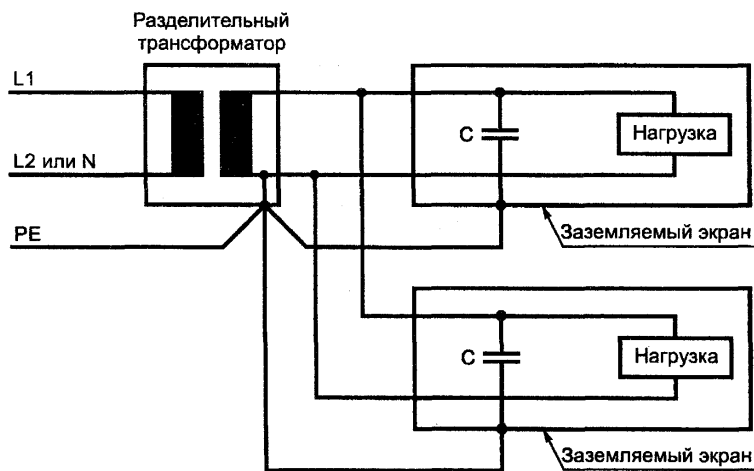 Разделительный
трансформатор
L1
C
Нагрузка
L2 или N
PE
Заземляемый экран
C
Нагрузка
Заземляемый экран